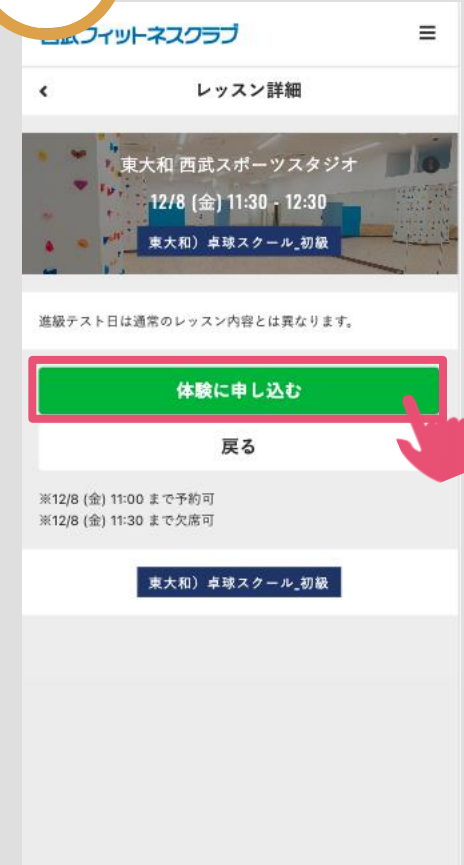 西武フィットネスクラブ
レッスン詳細
東大和 西武スポーツスタジオ
12/8 (金) 11:30 - 12:30
東大和）卓球スクール_初級
進級テスト日は通常のレッスン内容とは異なります。
体験に申し込む
戻る
※12/8 (金) 11:00 まで予約可
※12/8 (金) 11:30 まで欠席可
東大和）卓球スクール_初級